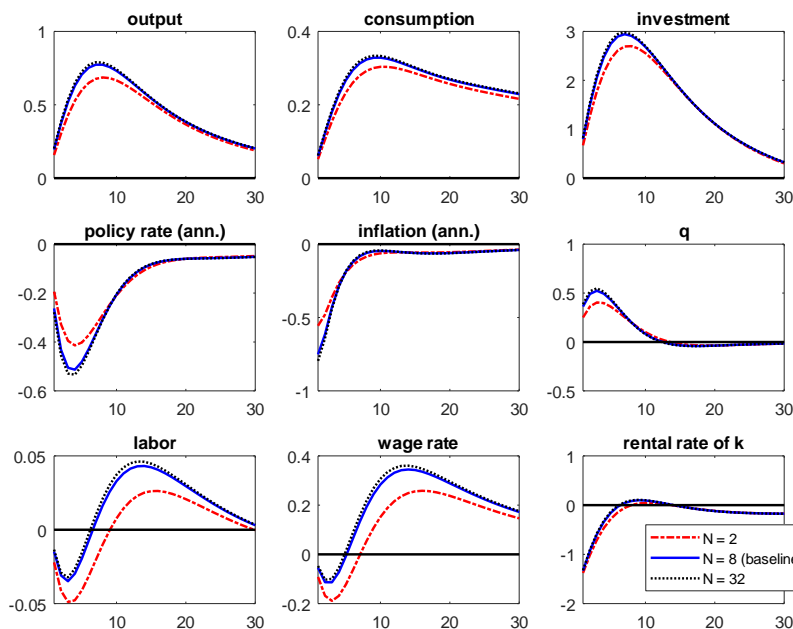 output
consumption
investment
1
0.5
0
10 20 30
0.4
0.2
0
10 20 30
3
2
1
0
10 20 30
policy rate (ann.)
inflation (ann.)
q
0
-0.2
-0.4
-0.6
10 20 30
0
-0.5
-1
10 20 30
1
0.5
0
-0.5
10 20 30
labor
wage rate
rental rate of k
0.05
0
-0.05
10 20 30
0.4
0.2
0
-0.2
10 20 30
1
0
-1
-2
10 20 30
N = 2
N = 8 (baseline
N = 32